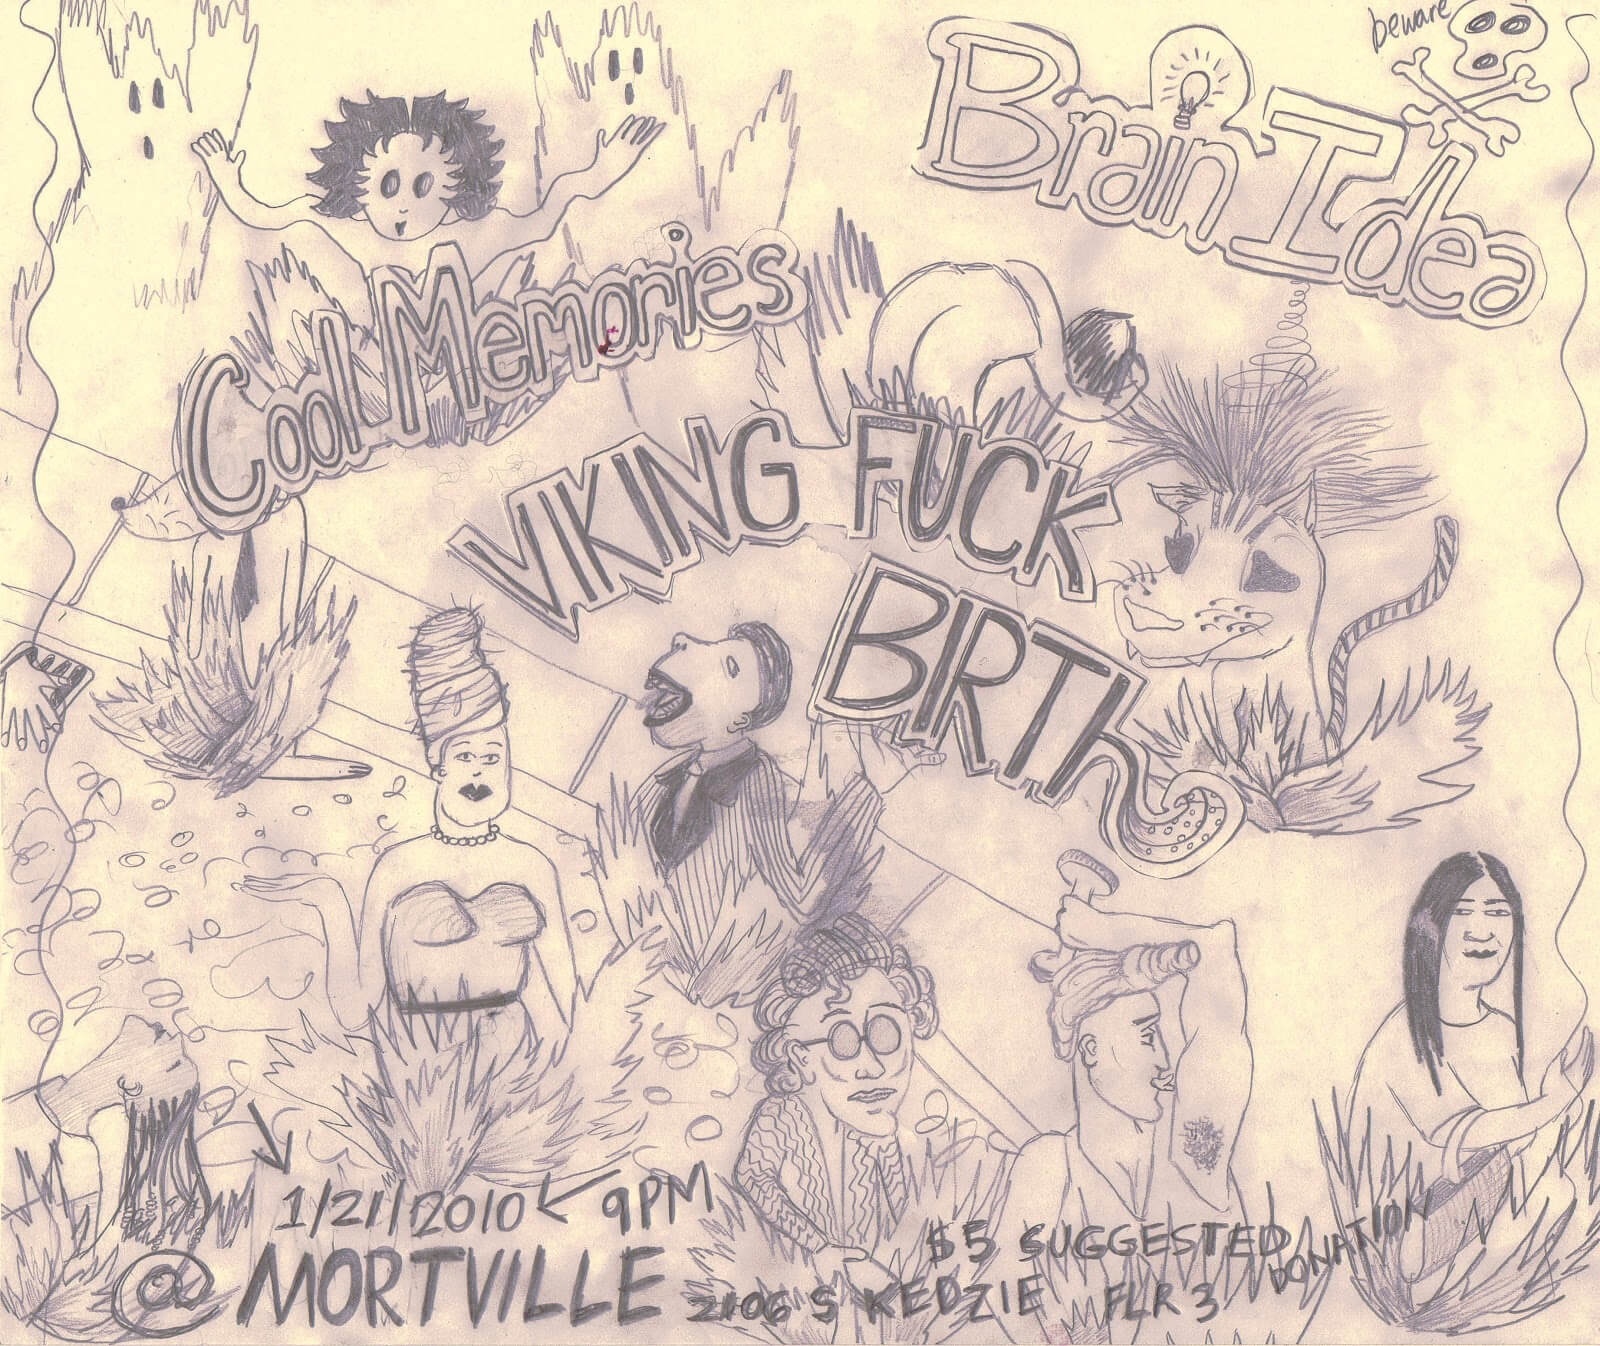 beware
Brain Idea
Cool Memories
VIKING FUCK
BIRTh
1/21/2010 9PM
@ MORTVILLE
$5 SUGGESTED DONATION
2106 S KEDZIE FLR 3